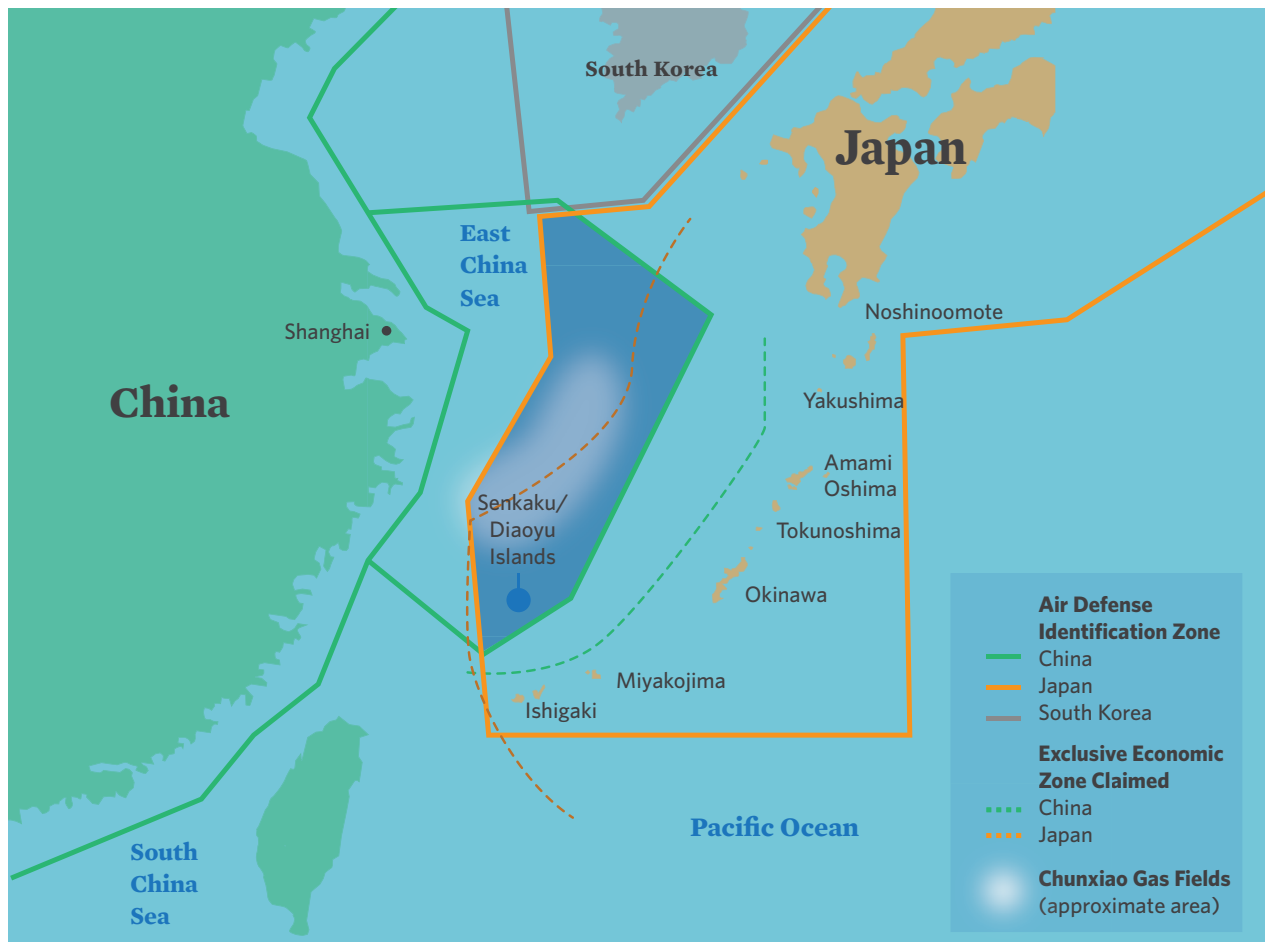 South Korea
Japan
East
China
Sea
Noshinoomote
Shanghai
China
Yakushima
Amami
Oshima
Senkaku/
Diaoyu
Islands
Tokunoshima
Okinawa
Miyakojima
Ishigaki
Pacific Ocean
South
China
Sea
Air Defense
Identification Zone
China
Japan
South Korea
Exclusive Economic
Zone Claimed
China
Japan
Chunxiao Gas Fields
(approximate area)